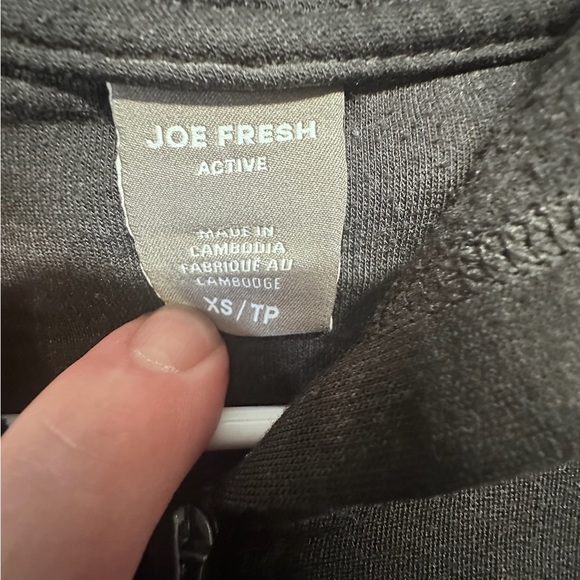 JOE FRESH
ACTIVE
MADE IN
CAMBODIA
FABRIQUÉ AU
CAMBODGE
XS / TP